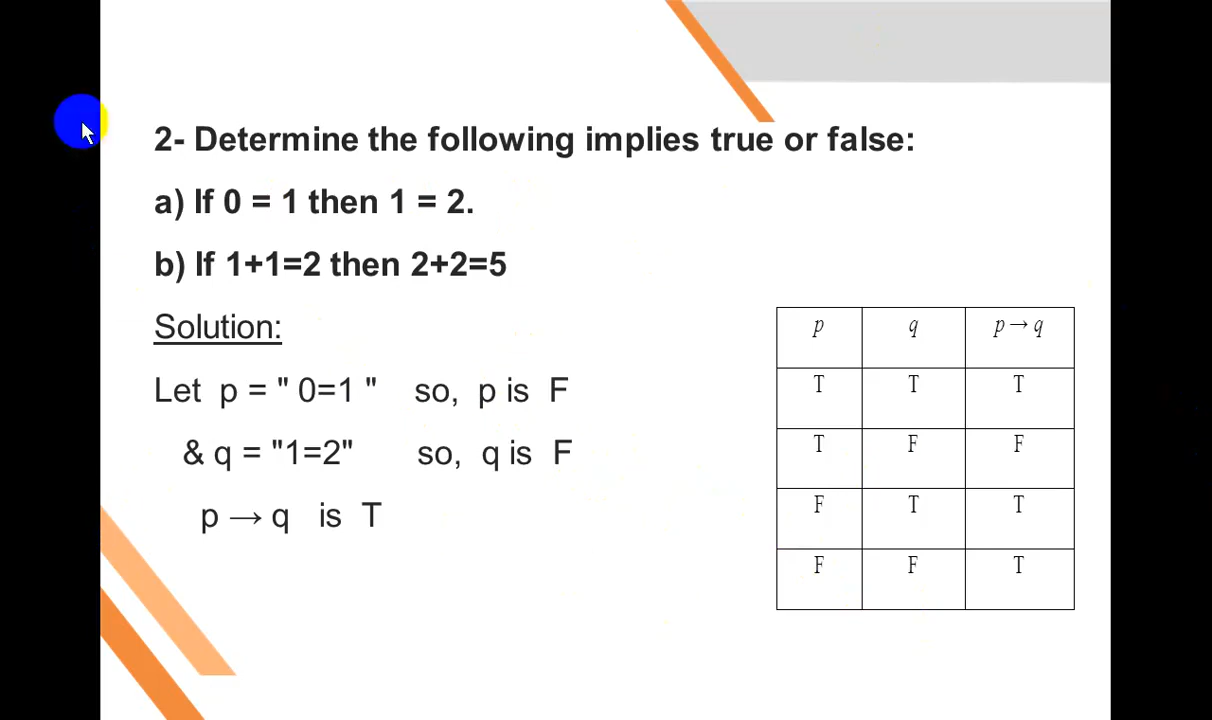 2- Determine the following implies true or false:
a) If 0 = 1 then 1 = 2.
b) If 1+1=2 then 2+2=5
Solution:
Let p = " 0=1 " so, p is F
& q = "1=2" so, q is F
p → q is T
p q p → q
T T T
T F F
F T T
F F T